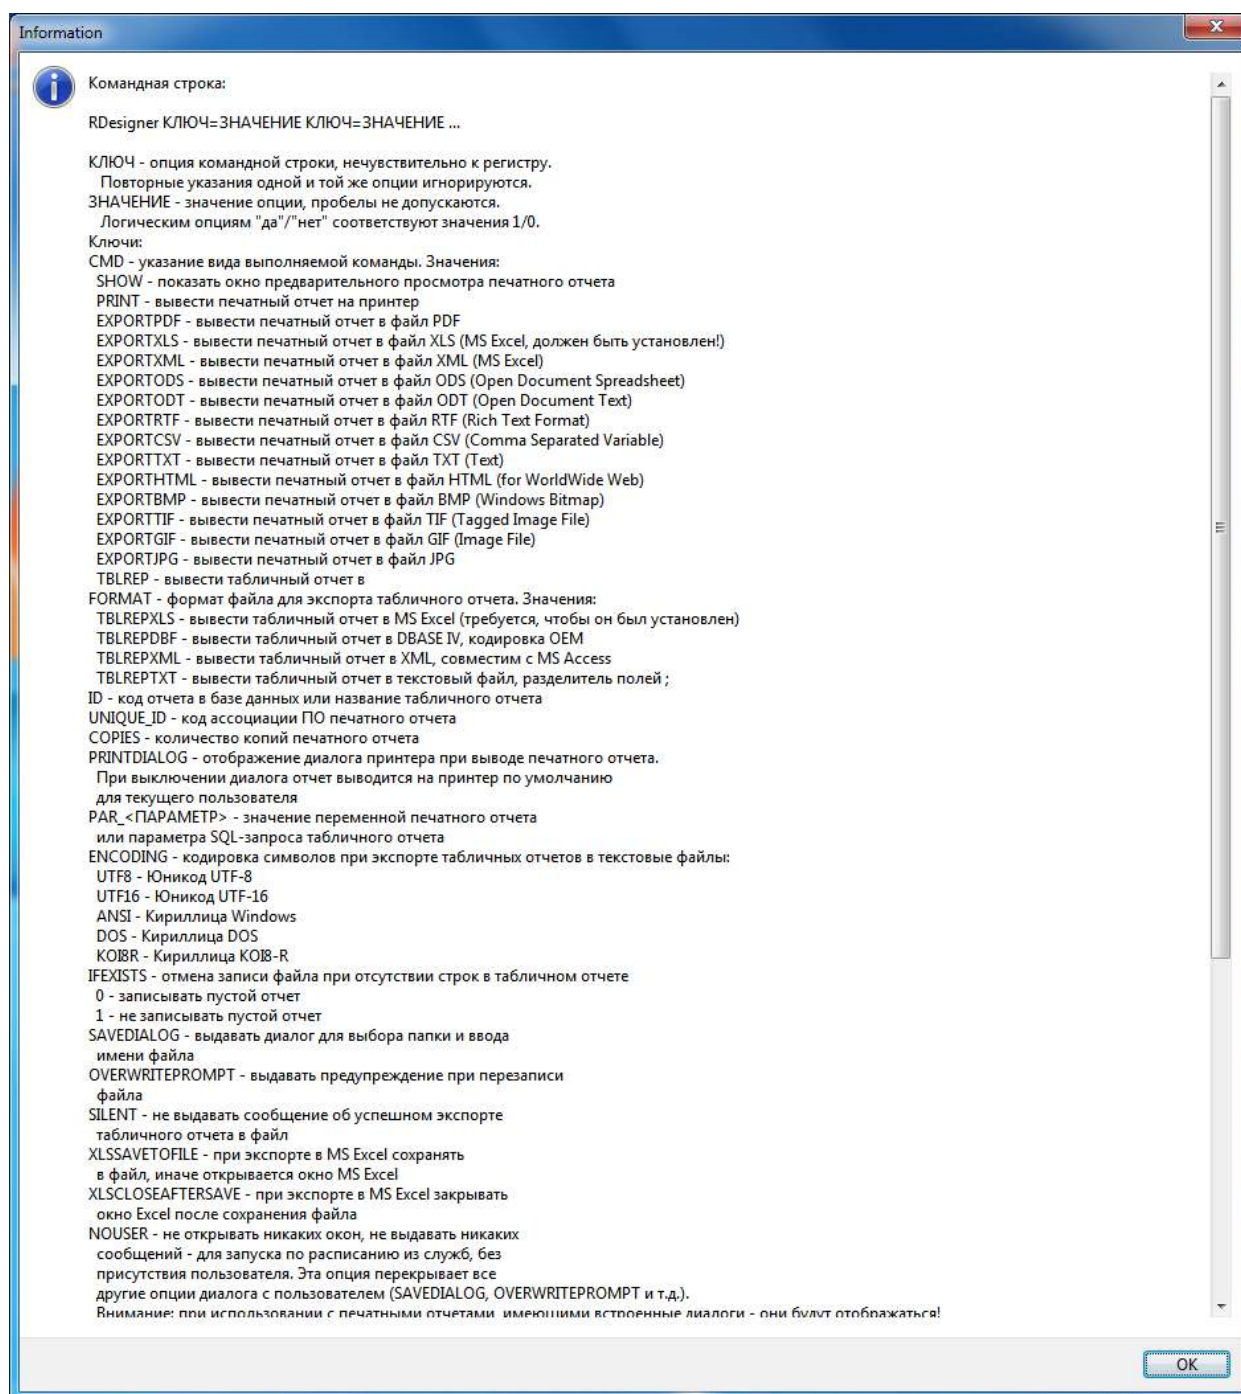 Information
Командная строка:
RDesigner КЛЮЧ=ЗНАЧЕНИЕ КЛЮЧ=ЗНАЧЕНИЕ ...
КЛЮЧ - опция командной строки, нечувствительно к регистру.
Повторные указания одной и той же опции игнорируются.
ЗНАЧЕНИЕ - значение опции, пробелы не допускаются.
Логическим опциям "да"/"нет" соответствуют значения 1/0.
Ключи:
CMD - указание вида выполняемой команды. Значения:
SHOW - показать окно предварительного просмотра печатного отчета
PRINT - вывести печатный отчет на принтер
EXPORTPDF - вывести печатный отчет в файл PDF
EXPORTXLS - вывести печатный отчет в файл XLS (MS Excel, должен быть установлен!)
EXPORTXML - вывести печатный отчет в файл XML (MS Excel)
EXPORTODS - вывести печатный отчет в файл ODS (Open Document Spreadsheet)
EXPORTODT - вывести печатный отчет в файл ODT (Open Document Text)
EXPORTRTF - вывести печатный отчет в файл RTF (Rich Text Format)
EXPORTCSV - вывести печатный отчет в файл CSV (Comma Separated Variable)
EXPORTTXT - вывести печатный отчет в файл TXT (Text)
EXPORTHTML - вывести печатный отчет в файл HTML (for WorldWide Web)
EXPORTBMP - вывести печатный отчет в файл BMP (Windows Bitmap)
EXPORTTIF - вывести печатный отчет в файл TIF (Tagged Image File)
EXPORTGIF - вывести печатный отчет в файл GIF (Image File)
EXPORTJPG - вывести печатный отчет в файл JPG
TBLREP - вывести табличный отчет в
FORMAT - формат файла для экспорта табличного отчета. Значения:
TBLREPXLS - вывести табличный отчет в MS Excel (требуется, чтобы он был установлен)
TBLREPDBF - вывести табличный отчет в DBASE IV, кодировка OEM
TBLREPXML - вывести табличный отчет в XML, совместим с MS Access
TBLREPTXT - вывести табличный отчет в текстовый файл, разделитель полей ;
ID - код отчета в базе данных или название табличного отчета
UNIQUE_ID - код ассоциации ПО печатного отчета
COPIES - количество копий печатного отчета
PRINTDIALOG - отображение диалога принтера при выводе печатного отчета.
При выключении диалога отчет выводится на принтер по умолчанию
для текущего пользователя
PAR_<ПАРАМЕТР> - значение переменной печатного отчета
или параметра SQL-запроса табличного отчета
ENCODING - кодировка символов при экспорте табличных отчетов в текстовые файлы:
UTF8 - Юникод UTF-8
UTF16 - Юникод UTF-16
ANSI - Кириллица Windows
DOS - Кириллица DOS
KOI8R - Кириллица KOI8-R
IFEXISTS - отмена записи файла при отсутствии строк в табличном отчете
0 - записывать пустой отчет
1 - не записывать пустой отчет
SAVEDIALOG - выдавать диалог для выбора папки и ввода
имени файла
OVERWRITEPROMPT - выдавать предупреждение при перезаписи
файла
SILENT - не выдавать сообщение об успешном экспорте
табличного отчета в файл
XLSSAVETOFILE - при экспорте в MS Excel сохранять
в файл, иначе открывается окно MS Excel
XLSCLOSEAFTERSAVE - при экспорте в MS Excel закрывать
окно Excel после сохранения файла
NOUSER - не открывать никаких окон, не выдавать никаких
сообщений - для запуска по расписанию из служб, без
присутствия пользователя. Эта опция перекрывает все
другие опции диалога с пользователем (SAVEDIALOG, OVERWRITEPROMPT и т.д.).
Внимание: при использовании с печатными отчетами, имеющими встроенные диалоги - они будут отображаться!
OK